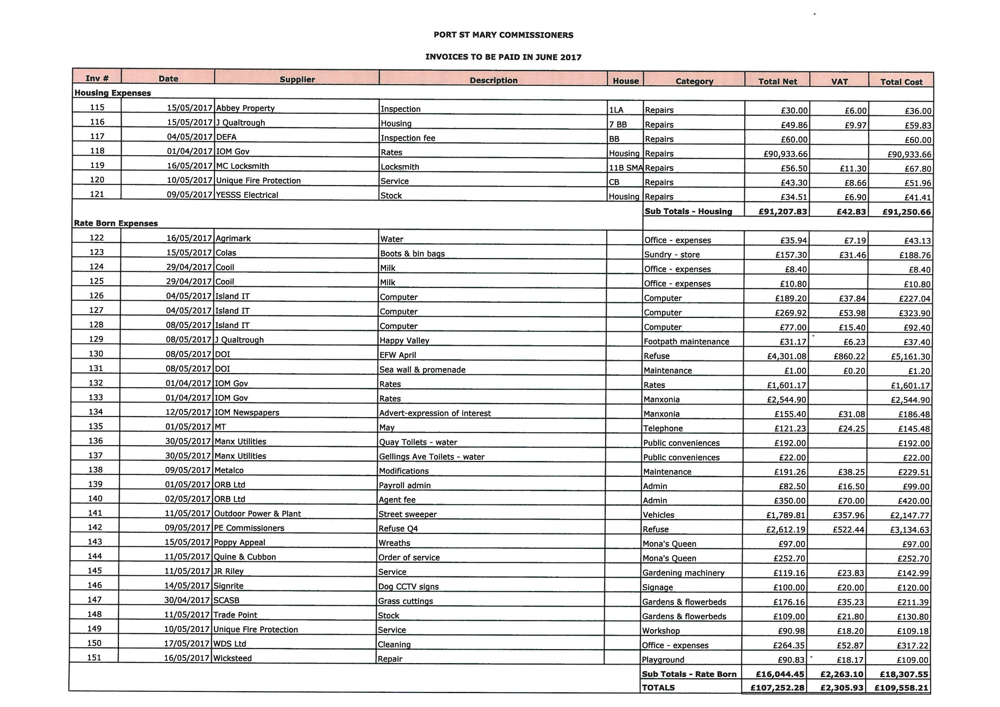 PORT ST MARY COMMISSIONERS
INVOICES TO BE PAID IN JUNE 2017
Inv # Date Supplier Description House Category Total Net VAT Total Cost
Housing Expenses
115 15/05/2017 Abbey Property Inspection 1LA Repairs £30.00 £6.00 £36.00
116 15/05/2017 J Qualtrough Housing 7 BB Repairs £49.86 £9.97 £59.83
117 04/05/2017 DEFA Inspection fee BB Repairs £60.00 £60.00
118 01/04/2017 IOM Gov Rates Housing Repairs £90,933.66 £90,933.66
119 16/05/2017 MC Locksmith Locksmith 11B SMA Repairs £56.50 £11.30 £67.80
120 10/05/2017 Unique Fire Protection Service CB Repairs £43.30 £8.66 £51.96
121 09/05/2017 YESSS Electrical Stock Housing Repairs £34.51 £6.90 £41.41
Sub Totals - Housing £91,207.83 £42.83 £91,250.66
Rate Born Expenses
122 16/05/2017 Agrimark Water Office - expenses £35.94 £7.19 £43.13
123 15/05/2017 Colas Boots & bin bags Sundry - store £157.30 £31.46 £188.76
124 29/04/2017 Cooil Milk Office - expenses £8.40 £8.40
125 29/04/2017 Cooil Milk Office - expenses £10.80 £10.80
126 04/05/2017 Island IT Computer Computer £189.20 £37.84 £227.04
127 04/05/2017 Island IT Computer Computer £269.92 £53.98 £323.90
128 08/05/2017 Island IT Computer Computer £77.00 £15.40 £92.40
129 08/05/2017 J Qualtrough Happy Valley Footpath maintenance £31.17 £6.23 £37.40
130 08/05/2017 DOI EFW April Refuse £4,301.08 £860.22 £5,161.30
131 08/05/2017 DOI Sea wall & promenade Maintenance £1.00 £0.20 £1.20
132 01/04/2017 IOM Gov Rates Rates £1,601.17 £1,601.17
133 01/04/2017 IOM Gov Rates Manxonia £2,544.90 £2,544.90
134 12/05/2017 IOM Newspapers Advert-expression of interest Manxonia £155.40 £31.08 £186.48
135 01/05/2017 MT May Telephone £121.23 £24.25 £145.48
136 30/05/2017 Manx Utilities Quay Toilets - water Public conveniences £192.00 £192.00
137 30/05/2017 Manx Utilities Gellings Ave Toilets - water Public conveniences £22.00 £22.00
138 09/05/2017 Metalco Modifications Maintenance £191.26 £38.25 £229.51
139 01/05/2017 ORB Ltd Payroll admin Admin £82.50 £16.50 £99.00
140 02/05/2017 ORB Ltd Agent fee Admin £350.00 £70.00 £420.00
141 11/05/2017 Outdoor Power & Plant Street sweeper Vehicles £1,789.81 £357.96 £2,147.77
142 09/05/2017 PE Commissioners Refuse Q4 Refuse £2,612.19 £522.44 £3,134.63
143 15/05/2017 Poppy Appeal Wreaths Mona's Queen £97.00 £97.00
144 11/05/2017 Quine & Cubbon Order of service Mona's Queen £252.70 £252.70
145 11/05/2017 JR Riley Service Gardening machinery £119.16 £23.83 £142.99
146 14/05/2017 Signrite Dog CCTV signs Signage £100.00 £20.00 £120.00
147 30/04/2017 SCASB Grass cuttings Gardens & flowerbeds £176.16 £35.23 £211.39
148 11/05/2017 Trade Point Stock Gardens & flowerbeds £109.00 £21.80 £130.80
149 10/05/2017 Unique Fire Protection Service Workshop £90.98 £18.20 £109.18
150 17/05/2017 WDS Ltd Cleaning Office - expenses £264.35 £52.87 £317.22
151 16/05/2017 Wicksteed Repair Playground £90.83 £18.17 £109.00
Sub Totals - Rate Born £16,044.45 £2,263.10 £18,307.55
TOTALS £107,252.28 £2,305.93 £109,558.21